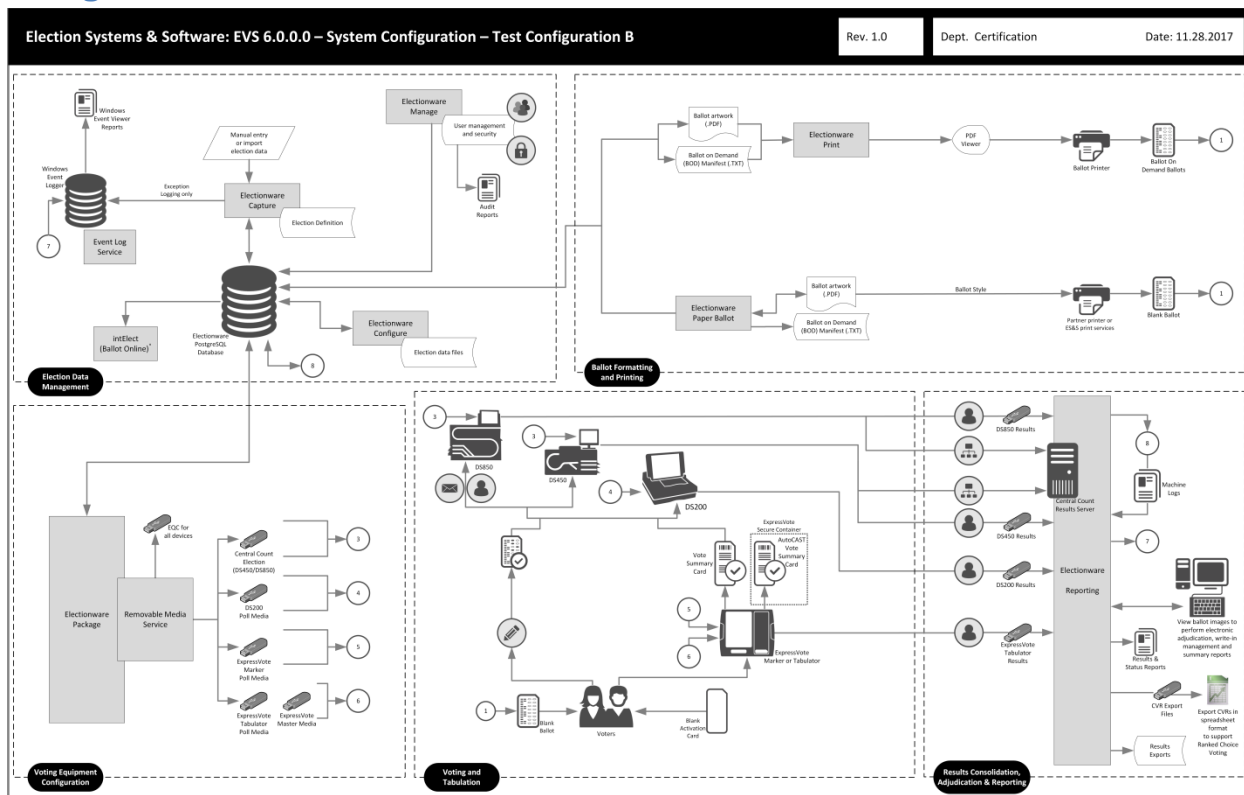 Election Systems & Software: EVS 6.0.0.0 – System Configuration – Test Configuration B
Rev. 1.0
Dept. Certification
Date: 11.28.2017
Windows
Event Viewer
Reports
Manual entry
or import
election data
Electionware
Manage
User management
and security
Audit
Reports
Windows
Event
Logger
Exception
Logging only
Electionware
Capture
Election Definition
7
Event Log
Service
intElect
(Ballot Online)*
Electionware
PostgreSQL
Database
8
Electionware
Configure
Election data files
Election Data
Management
Ballot artwork
(.PDF)
Ballot on Demand
(BOD) Manifest (.TXT)
Electionware
Print
PDF
Viewer
Ballot Printer
Ballot On
Demand Ballots
1
Electionware
Paper Ballot
Ballot artwork
(.PDF)
Ballot on Demand
(BOD) Manifest (.TXT)
Ballot Style
Partner printer or
ES&S print services
Blank Ballot
1
Ballot Formatting
and Printing
Electionware
Package
Removable Media
Service
EQC for
all devices
Central Count
Election
(DS450/DS850)
3
DS200
Poll Media
4
ExpressVote
Marker
Poll Media
5
ExpressVote
Tabulator
Poll Media
ExpressVote
Master Media
6
Voting Equipment
Configuration
3
DS850
3
DS450
4
DS200
ExpressVote
Secure Container
Vote
Summary
Card
AutoCAST
Vote
Summary
Card
5
6
ExpressVote
Marker or Tabulator
1
Blank
Ballot
Voters
Blank
Activation
Card
Voting and
Tabulation
DS850 Results
Central Count
Results Server
DS450 Results
DS200 Results
ExpressVote
Tabulator
Results
Electionware
Reporting
8
Machine
Logs
7
View ballot images to
perform electronic
adjudication, write-in
management and
summary reports
Results &
Status Reports
CVR Export
Files
Export CVRs in
spreadsheet
format
to support
Ranked Choice
Voting
Results
Exports
Results Consolidation,
Adjudication & Reporting